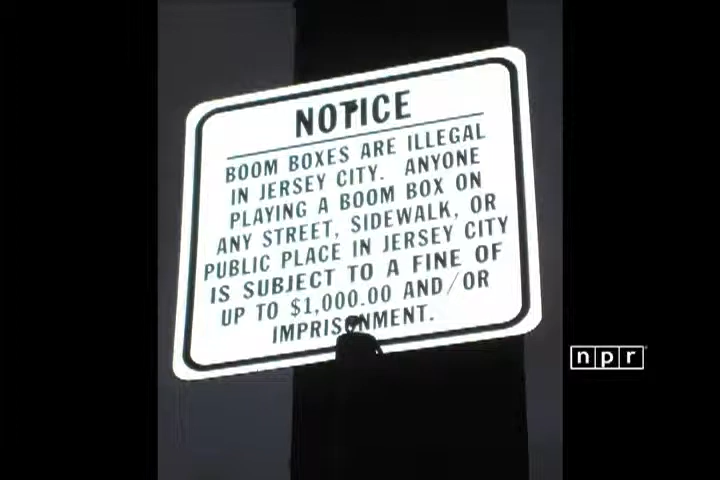 NOTICE
BOOM BOXES ARE ILLEGAL
IN JERSEY CITY. ANYONE
PLAYING A BOOM BOX ON
ANY STREET, SIDEWALK, OR
PUBLIC PLACE IN JERSEY CITY
IS SUBJECT TO A FINE OF
UP TO $1,000.00 AND/OR
IMPRISONMENT.
npr